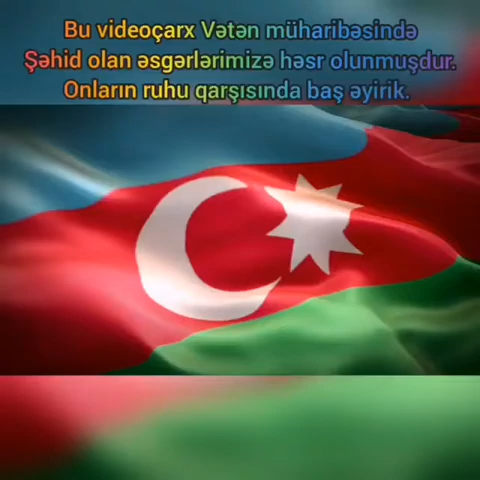 Bu videoçarx Vətən müharibəsində
Şəhid olan əsgərlərimizə həsr olunmuşdur.
Onların ruhu qarşısında baş əyirik.